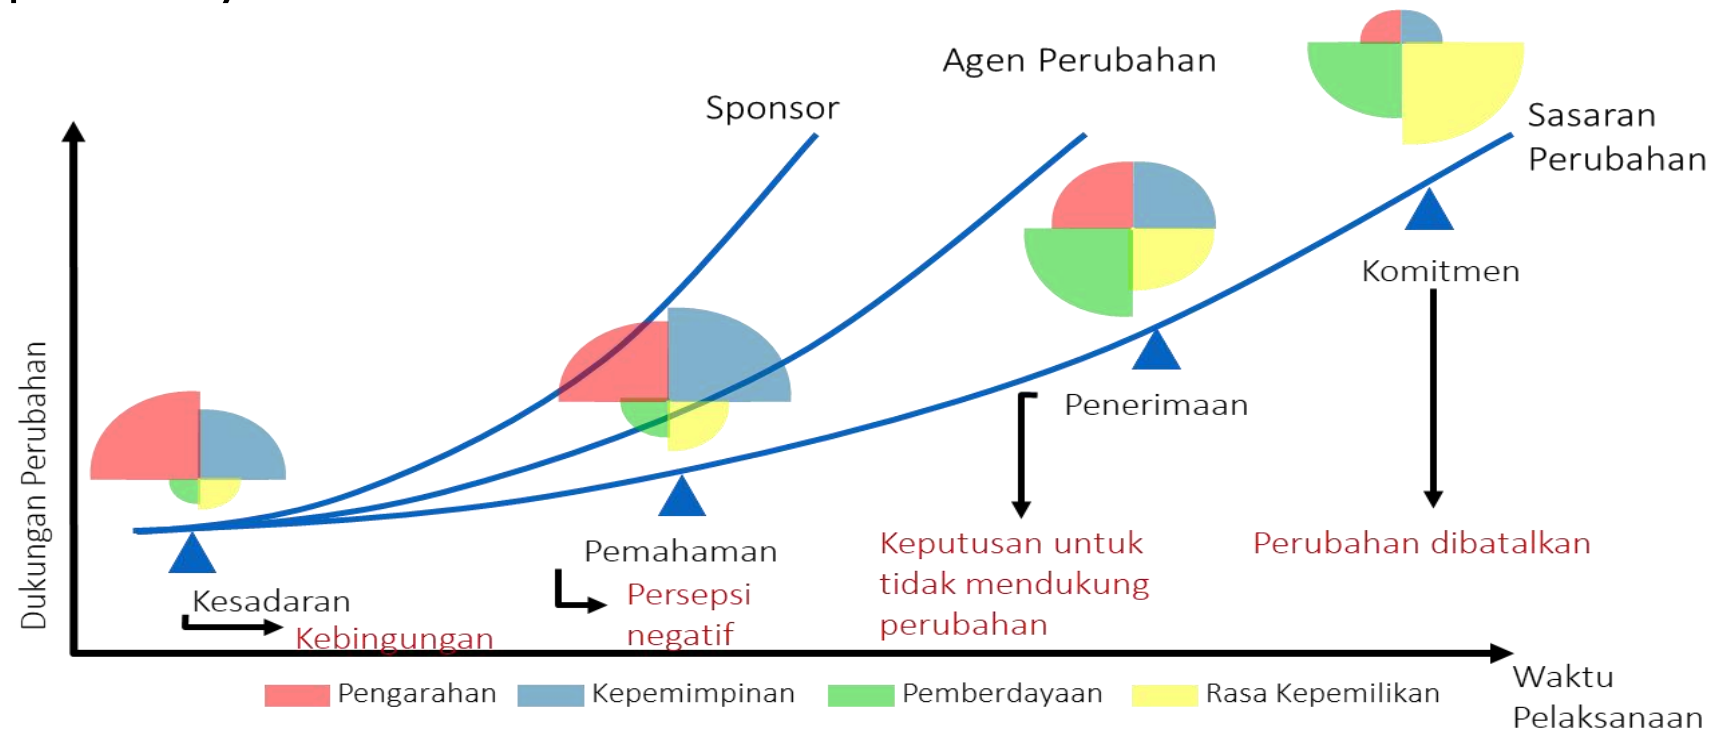 Agen Perubahan
Sponsor
Sasaran
Perubahan
Dukungan Perubahan
Komitmen
Penerimaan
Pemahaman
Kesadaran
Kebingungan
Persepsi
negatif
Keputusan untuk
tidak mendukung
perubahan
Perubahan dibatalkan
Waktu
Pelaksanaan
Pengarahan
Kepemimpinan
Pemberdayaan
Rasa Kepemilikan